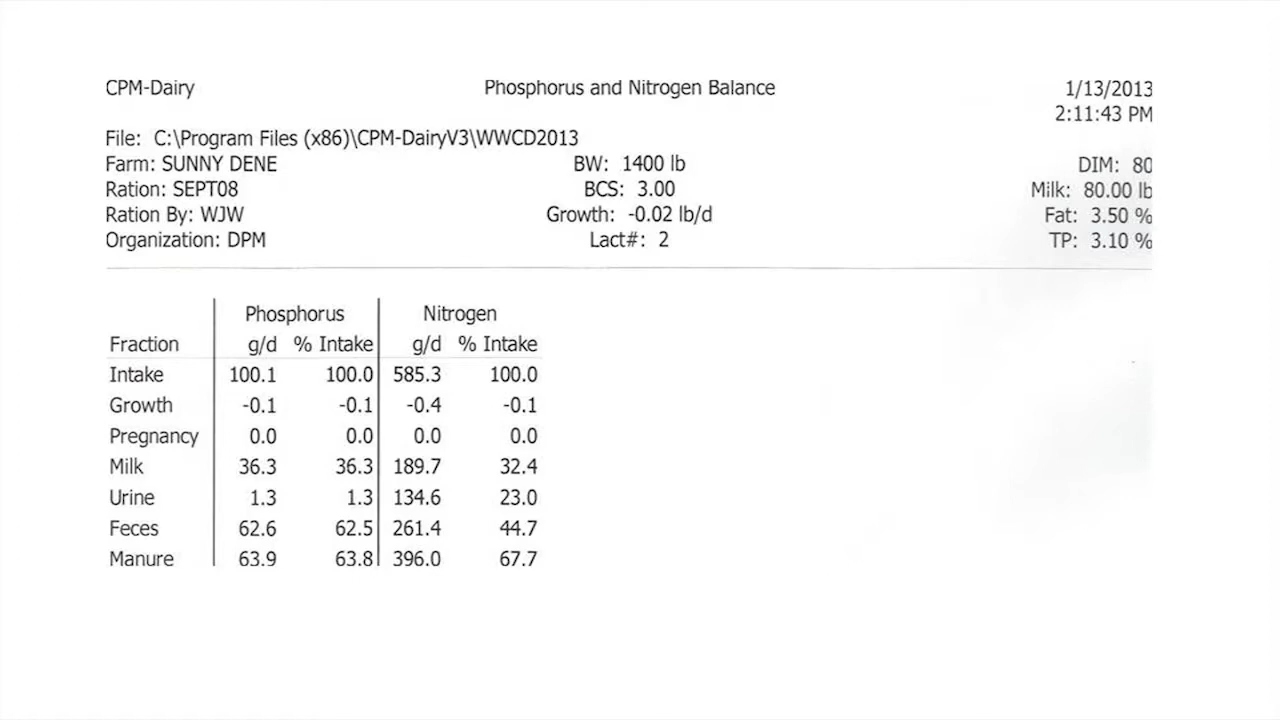 CPM-Dairy Phosphorus and Nitrogen Balance 1/13/2013
2:11:43 PM
File: C:\Program Files (x86)\CPM-DairyV3\WWCD2013
Farm: SUNNY DENE BW: 1400 lb DIM: 80
Ration: SEPT08 BCS: 3.00 Milk: 80.00 lb
Ration By: WJW Growth: -0.02 lb/d Fat: 3.50 %
Organization: DPM Lact#: 2 TP: 3.10 %
Phosphorus Nitrogen
Fraction g/d % Intake g/d % Intake
Intake 100.1 100.0 585.3 100.0
Growth -0.1 -0.1 -0.4 -0.1
Pregnancy 0.0 0.0 0.0 0.0
Milk 36.3 36.3 189.7 32.4
Urine 1.3 1.3 134.6 23.0
Feces 62.6 62.5 261.4 44.7
Manure 63.9 63.8 396.0 67.7